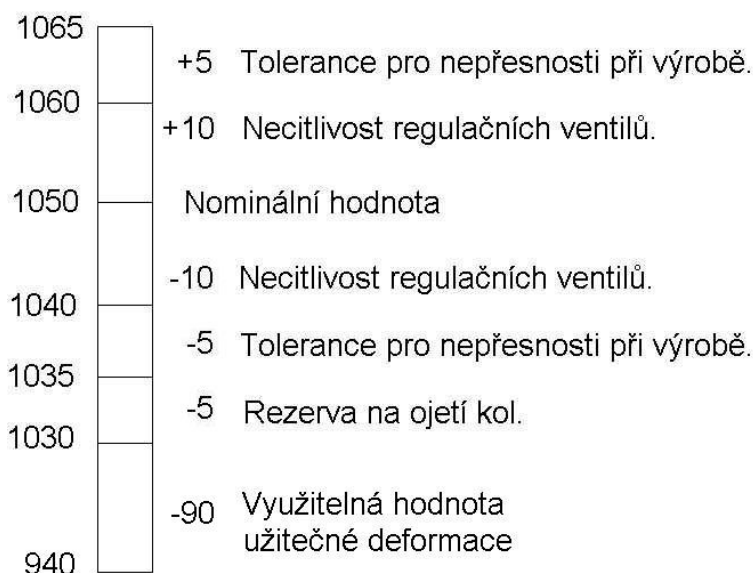 1065
+5 Tolerance pro nepřesnosti při výrobě.
1060
+10 Necitlivost regulačních ventilů.
1050 Nominální hodnota
-10 Necitlivost regulačních ventilů.
1040
-5 Tolerance pro nepřesnosti při výrobě.
1035
-5 Rezerva na ojetí kol.
1030
-90 Využitelná hodnota
užitečné deformace
940